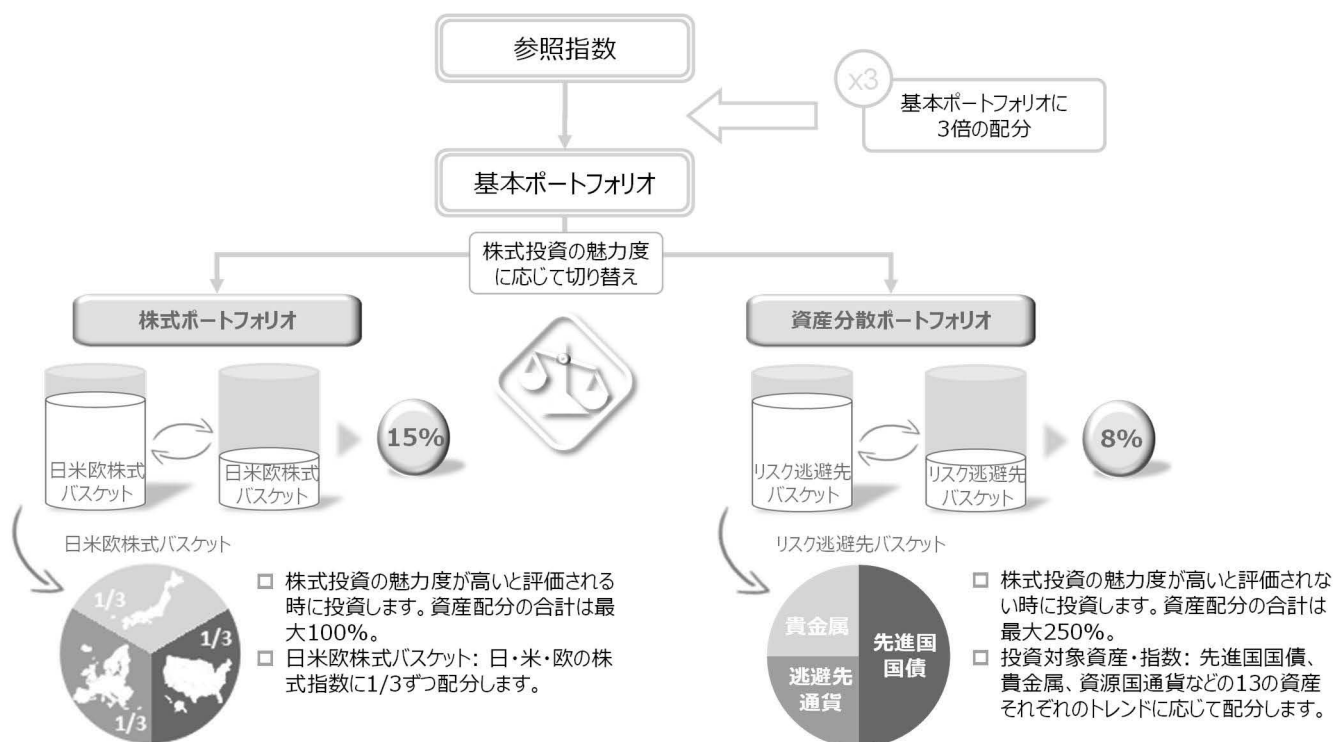 参照指数
x3
基本ポートフォリオに
3倍の配分
基本ポートフォリオ
株式投資の魅力度
に応じて切り替え
株式ポートフォリオ
資産分散ポートフォリオ
日米欧株式
バスケット
日米欧株式
バスケット
15%
リスク逃避先
バスケット
リスク逃避先
バスケット
8%
日米欧株式バスケット
1/3
1/3
1/3
□ 株式投資の魅力度が高いと評価される
時に投資します。資産配分の合計は最
大100%。
□ 日米欧株式バスケット: 日・米・欧の株
式指数に1/3ずつ配分します。
リスク逃避先バスケット
貴金属
先進国
国債
逃避先
通貨
□ 株式投資の魅力度が高いと評価されな
い時に投資します。資産配分の合計は
最大250%。
□ 投資対象資産・指数: 先進国国債、
貴金属、資源国通貨などの13の資産
それぞれのトレンドに応じて配分します。